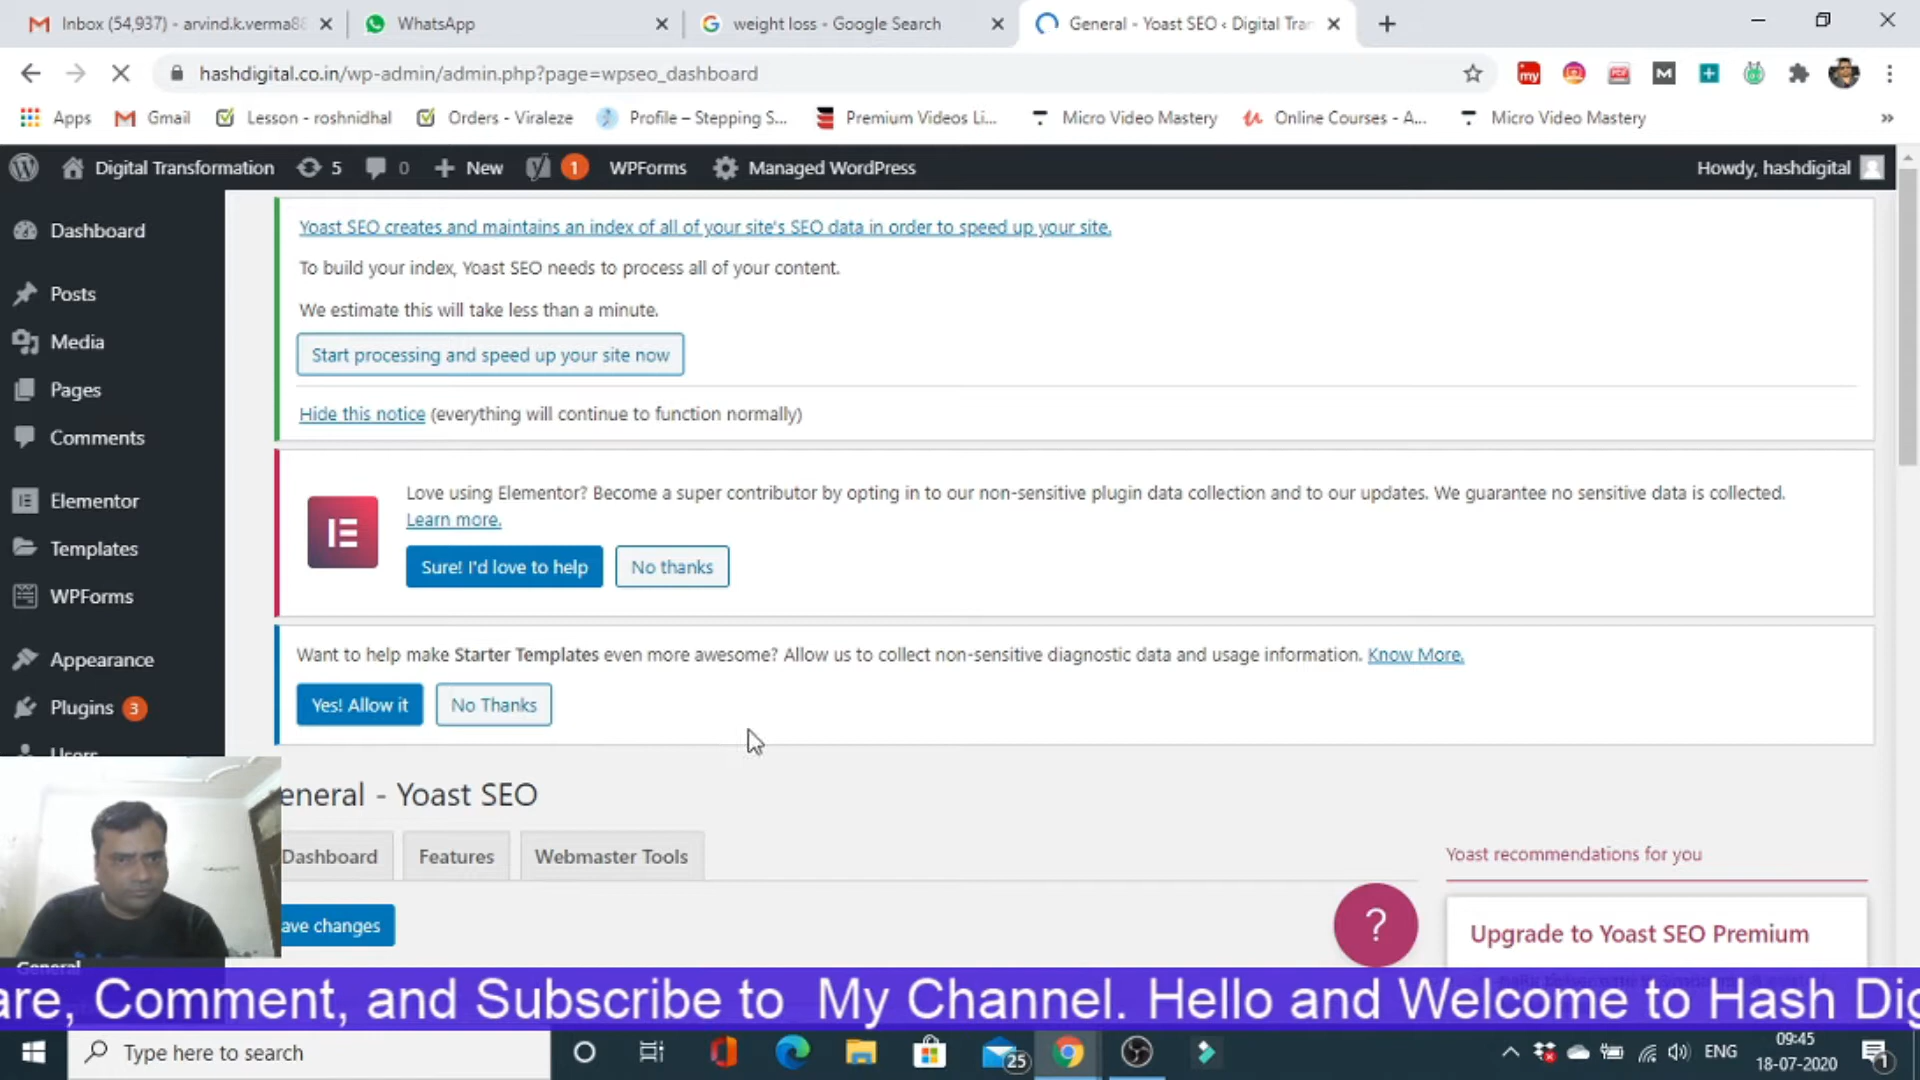 Inbox (54,937) - arvind.k.verma88
WhatsApp
weight loss - Google Search
General - Yoast SEO ‹ Digital Tran
hashdigital.co.in/wp-admin/admin.php?page=wpseo_dashboard
Apps
Gmail
Lesson - roshnidhal
Orders - Viraleze
Profile – Stepping S...
Premium Videos Li...
Micro Video Mastery
Online Courses - A...
Micro Video Mastery
»
Digital Transformation
5
0
New
1
WPForms
Managed WordPress
Howdy, hashdigital
Dashboard
Posts
Media
Pages
Comments
Elementor
Templates
WPForms
Appearance
Plugins 3
Users
General
Yoast SEO creates and maintains an index of all of your site's SEO data in order to speed up your site.
To build your index, Yoast SEO needs to process all of your content.
We estimate this will take less than a minute.
Start processing and speed up your site now
Hide this notice (everything will continue to function normally)
Love using Elementor? Become a super contributor by opting in to our non-sensitive plugin data collection and to our updates. We guarantee no sensitive data is collected.
Learn more.
Sure! I'd love to help
No thanks
Want to help make Starter Templates even more awesome? Allow us to collect non-sensitive diagnostic data and usage information. Know More.
Yes! Allow it
No Thanks
eneral - Yoast SEO
Dashboard
Features
Webmaster Tools
ave changes
Yoast recommendations for you
Upgrade to Yoast SEO Premium
?
are, Comment, and Subscribe to My Channel. Hello and Welcome to Hash Dig
Type here to search
25
ENG
09:45
18-07-2020
1